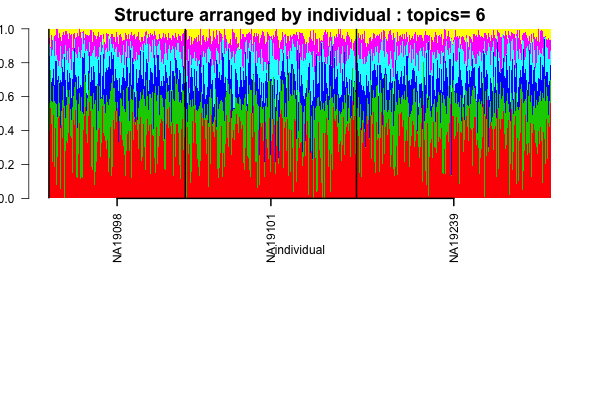 Structure arranged by individual : topics= 6
1.0
0.8
0.6
0.4
0.2
0.0
NA19098
NA19101
NA19239
individual